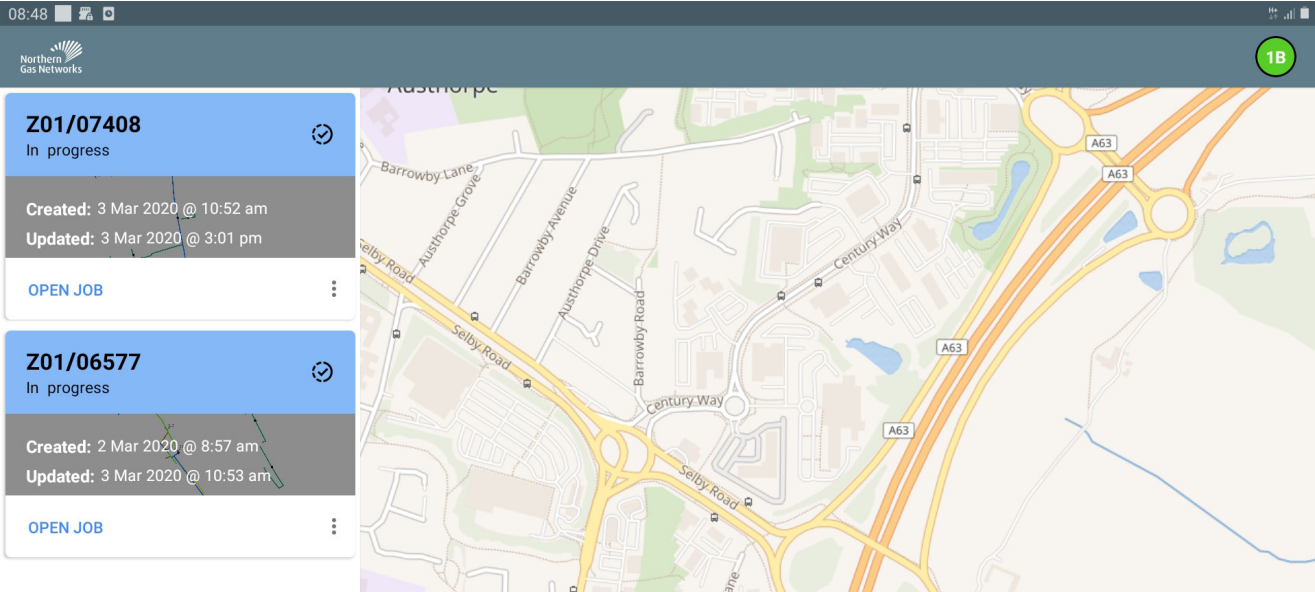 08:48
Northern
Gas Networks
1B
Z01/07408
In progress
Created: 3 Mar 2020 @ 10:52 am
Updated: 3 Mar 2020 @ 3:01 pm
OPEN JOB
Z01/06577
In progress
Created: 2 Mar 2020 @ 8:57 am
Updated: 3 Mar 2020 @ 10:53 am
OPEN JOB
Austhorpe
Barrowby Lane
Austhorpe Grove
Barrowby Avenue
Austhorpe Drive
Barrowby Road
Century Way
Selby Road
Selby Road
Century Way
Selby Road
A63
A63
A63
A63